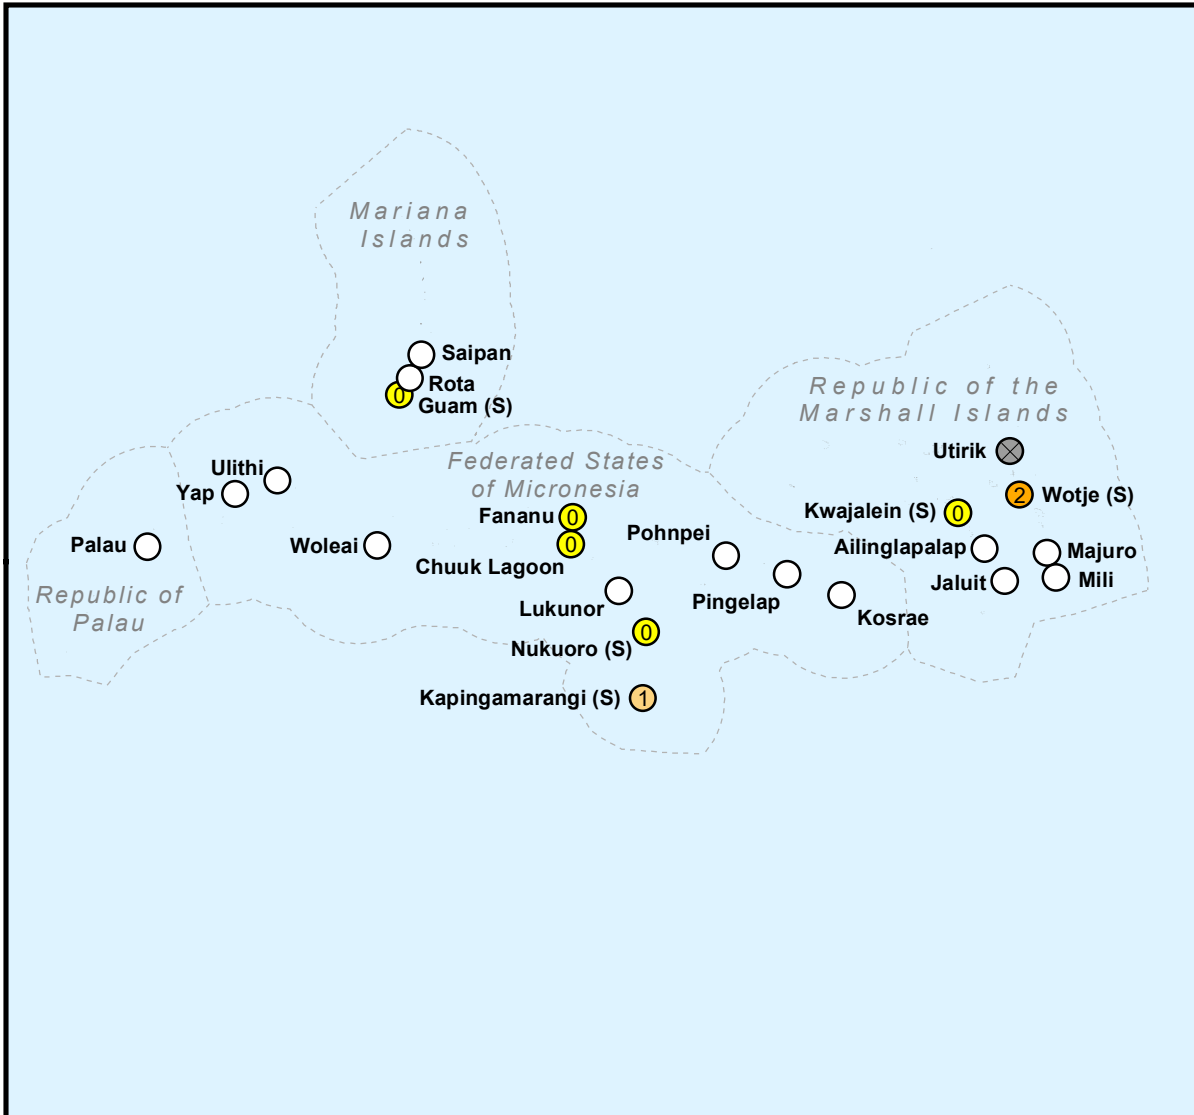 Mariana
Islands
Saipan
Rota
0
Guam (S)
Republic of the
Marshall Islands
Utirik
Ulithi
Yap
Federated States
of Micronesia
2
Wotje (S)
Kwajalein (S)
0
Fananu
0
Palau
Woleai
0
Chuuk Lagoon
Pohnpei
Ailinglapalap
Majuro
Jaluit
Mili
Republic of
Palau
Lukunor
Pingelap
Kosrae
0
Nukuoro (S)
Kapingamarangi (S)
1